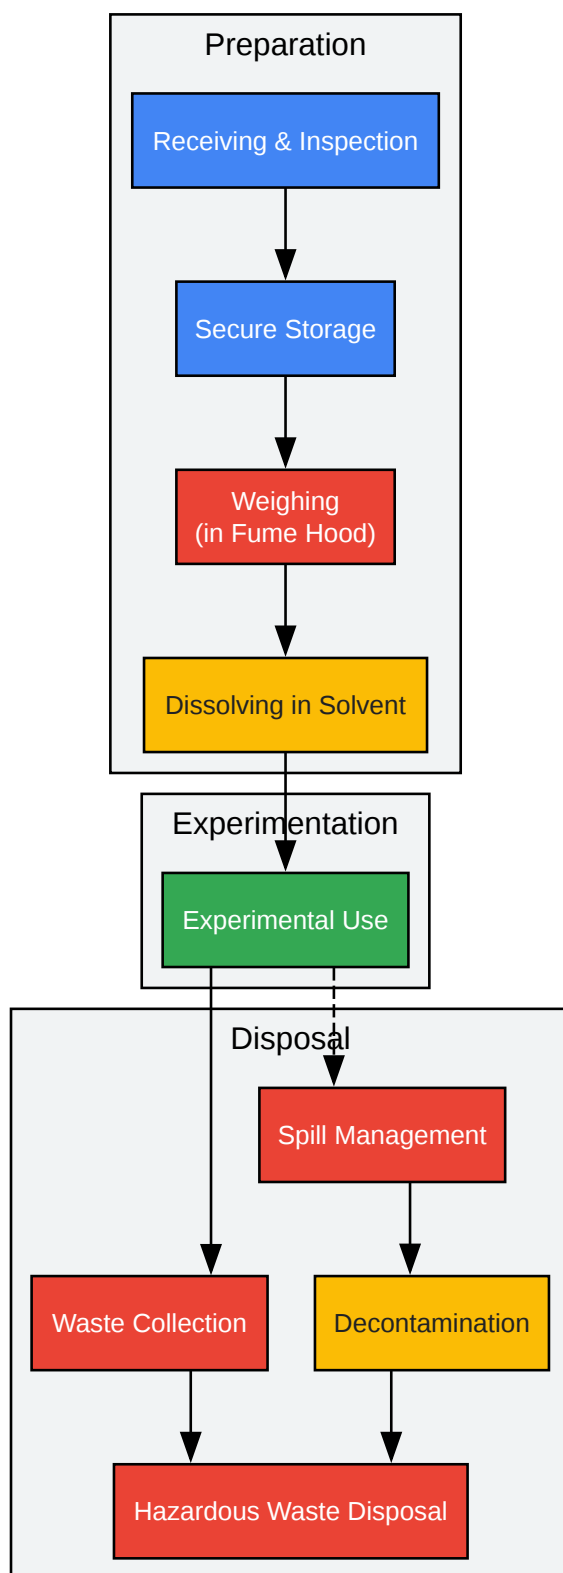 Preparation
Receiving & Inspection
Secure Storage
Weighing
(in Fume Hood)
Dissolving in Solvent
Experimentation
Experimental Use
Disposal
Spill Management
Waste Collection
Decontamination
Hazardous Waste Disposal